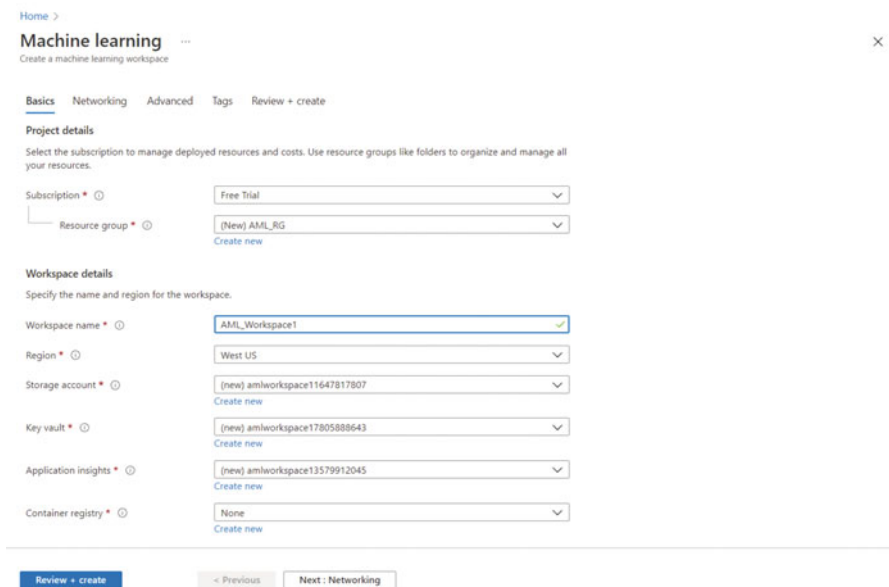 Home >
Machine learning ...
Create a machine learning workspace
Basics Networking Advanced Tags Review + create
Project details
Select the subscription to manage deployed resources and costs. Use resource groups like folders to organize and manage all
your resources.
Subscription * Free Trial
Resource group * (New) AML_RG
Create new
Workspace details
Specify the name and region for the workspace.
Workspace name * AML_Workspace1
Region * West US
Storage account * (new) amlworkspace11647817807
Create new
Key vault * (new) amlworkspace17805888643
Create new
Application insights * (new) amlworkspace13579912045
Create new
Container registry * None
Create new
Review + create < Previous Next : Networking